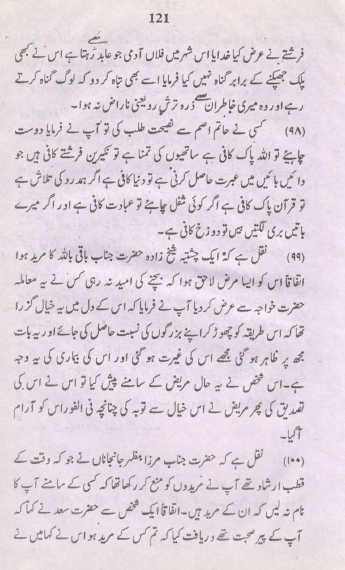 121
فرشتے نے عرض کیا خدایا اس شہر میں فلاں آدمی جو عابد رہتا ہے اس نے کبھی
پلک جھپکنے کے برابر گناہ نہیں کیا فرمایا اسے بھی تباہ کردو کہ لوگ گناہ کرتے
رہے اور وہ میری خاطر ان سے ذرہ ترش رو یعنی ناراض نہ ہوا۔
(۹۸) کسی نے حاتم اصم سے نصیحت طلب کی تو آپ نے فرمایا دوست
چاہئے تو اللہ پاک کافی ہے ساتھیوں کی تمنا ہے تو نکیرین فرشتے کافی ہیں جو
دائیں بائیں میں عبرت حاصل کرنی ہے تو دنیا کافی ہے اگر ہمدرد کی تلاش ہے
تو قرآن پاک کافی ہے اگر کوئی شغل چاہئے تو عبادت کافی ہے اور اگر میرے
باتیں بری لگتیں ہیں تو دوزخ کافی ہے۔
(۹۹) نقل ہے کہ ایک چشتیہ شیخ زادہ حضرت جناب باقی باللہ کا مرید ہوا
اتفاقا اس کو ایسا مرض لاحق ہوا کہ بچنے کی امید نہ رہی کس نے یہ معاملہ
حضرت خواجہ سے عرض کردیا آپ نے فرمایا کہ اس کے دل میں یہ خیال گزرا
تھا کہ اس طریقہ کو چھوڑ کر اپنے بزرگوں کی نسبت حاصل کی جائے اور یہ بات
مجھ پر ظاہر ہوگئی مجھے اس کی غیرت ہوگئی اور اس کی بیماری کی یہ وجہ
ہے۔ اس شخص نے یہ حال مریض کے سامنے پیش کیا تو اس نے اس کی
تصدیق کی پھر مریض نے اس خیال سے توبہ کی چنانچہ فی الفور اس کو آرام
آگیا۔
(۱۰۰) نقل ہے کہ حضرت جناب مرزا مظہر جانجاناں نے جو کہ وقت کے
قطب ارشاد تھے آپ نے مریدوں کو منع کر رکھا تھا کہ کسی کے سامنے آپ کا
نام نہ لیں کہ ان کے مرید ہیں۔ اتفاقا ایک شخص سے حضرت سعد نے کہا کہ
آپ کے پیر صحبت تھے دریافت کیا کہ تم کس کے مرید ہو اس نے کہا میں نے